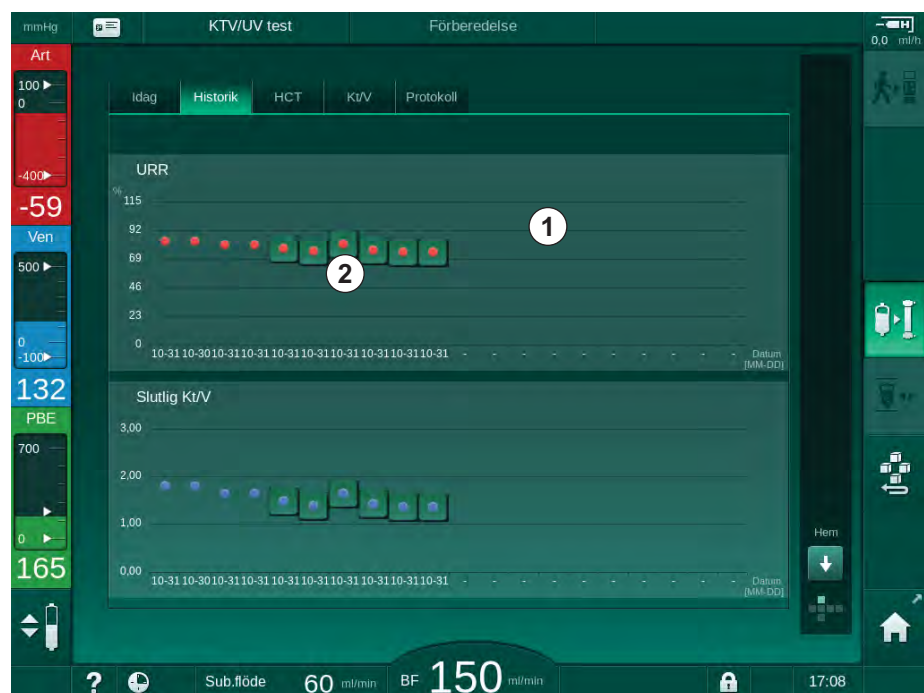 mmHg
KTV/UV test
Förberedelse
0,0 ml/h
Art
100
0
-400
-59
Ven
500
0
-100
132
PBE
700
0
165
Idag Historik HCT Kt/V Protokoll
URR
%
115
92
69
46
23
0
10-31 10-30 10-31 10-31 10-31 10-31 10-31 10-31 10-31 10-31 - - - - - - - - - - Datum
[MM-DD]
1
2
Slutlig Kt/V
3,00
2,00
1,00
0,00
10-31 10-30 10-31 10-31 10-31 10-31 10-31 10-31 10-31 10-31 - - - - - - - - - - Datum
[MM-DD]
Hem
? Sub.flöde 60 ml/min BF 150 ml/min 17:08